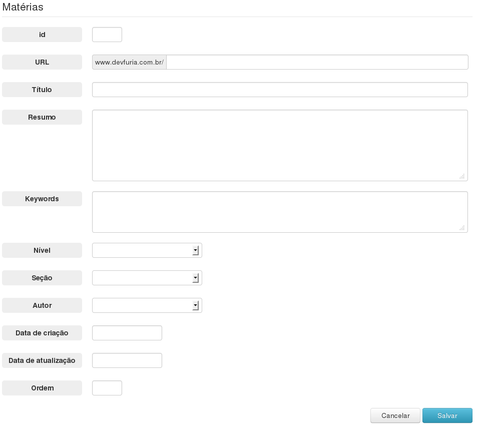 Matérias
id
URL
www.devfuria.com.br/
Título
Resumo
Keywords
Nível
Seção
Autor
Data de criação
Data de atualização
Ordem
Cancelar Salvar